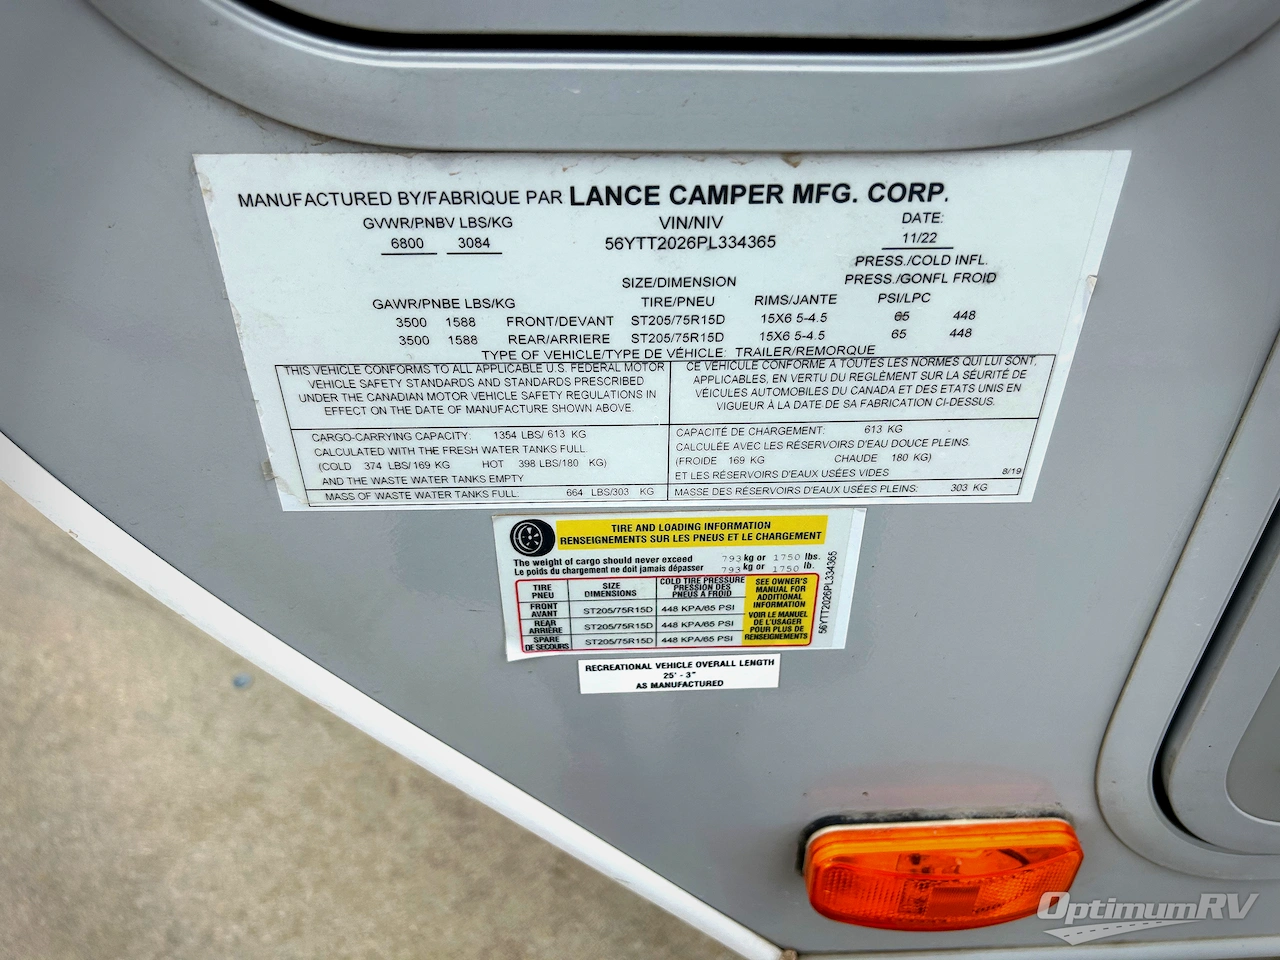 MANUFACTURED BY/FABRIQUE PAR LANCE CAMPER MFG. CORP.
GVWR/PNBV LBS/KG VIN/NIV DATE:
6800 3084 56YTT2026PL334365 11/22
PRESS./COLD INFL.
SIZE/DIMENSION PRESS./GONFL FROID
GAWR/PNBE LBS/KG TIRE/PNEU RIMS/JANTE PSI/LPC
3500 1588 FRONT/DEVANT ST205/75R15D 15X6 5-4.5 65 448
3500 1588 REAR/ARRIERE ST205/75R15D 15X6 5-4.5 65 448
TYPE OF VEHICLE/TYPE DE VÉHICLE: TRAILER/REMORQUE
THIS VEHICLE CONFORMS TO ALL APPLICABLE U.S. FEDERAL MOTOR
VEHICLE SAFETY STANDARDS AND STANDARDS PRESCRIBED
UNDER THE CANADIAN MOTOR VEHICLE SAFETY REGULATIONS IN
EFFECT ON THE DATE OF MANUFACTURE SHOWN ABOVE.
CE VÉHICULE CONFORME A TOUTES LES NORMES QUI LUI SONT
APPLICABLES, EN VERTU DU REGLEMENT SUR LA SÉURITÉ DE
VÉICULES AUTOMOBILES DU CANADA ET DES ETATS UNIS EN
VIGUEUR À LA DATE DE SA FABRICATION CI-DESSUS.
CARGO-CARRYING CAPACITY: 1354 LBS/ 613 KG
CALCULATED WITH THE FRESH WATER TANKS FULL
(COLD 374 LBS/169 KG HOT 398 LBS/180 KG)
AND THE WASTE WATER TANKS EMPTY
MASS OF WASTE WATER TANKS FULL: 664 LBS/303 KG
CAPACITÉ DE CHARGEMENT: 613 KG
CALCULÉE AVEC LES RÉSERVOIRS D'EAU DOUCE PLEINS.
(FROIDE 169 KG CHAUDE 180 KG)
ET LES RÉSERVOIRS D'EAUX USÉES VIDES 8/19
MASSE DES RÉSERVOIRS D'EAUX USÉES PLEINS: 303 KG
TIRE AND LOADING INFORMATION
RENSEIGNEMENTS SUR LES PNEUS ET LE CHARGEMENT
The weight of cargo should never exceed 793 kg or 1750 lbs.
Le poids du chargement ne doit jamais dépasser 793 kg or 1750 lb.
TIRE
PNEU
SIZE
DIMENSIONS
COLD TIRE PRESSURE
PRESSION DES
PNEUS À FROID
FRONT
AVANT
ST205/75R15D 448 KPA/65 PSI
REAR
ARRIÈRE
ST205/75R15D 448 KPA/65 PSI
SPARE
DE SECOURS
ST205/75R15D 448 KPA/65 PSI
SEE OWNER'S
MANUAL FOR
ADDITIONAL
INFORMATION
VOIR LE MANUEL
DE L'USAGER
POUR PLUS DE
RENSEIGNEMENTS
56YTT2026PL334365
RECREATIONAL VEHICLE OVERALL LENGTH
25' - 3"
AS MANUFACTURED
OptimumRV